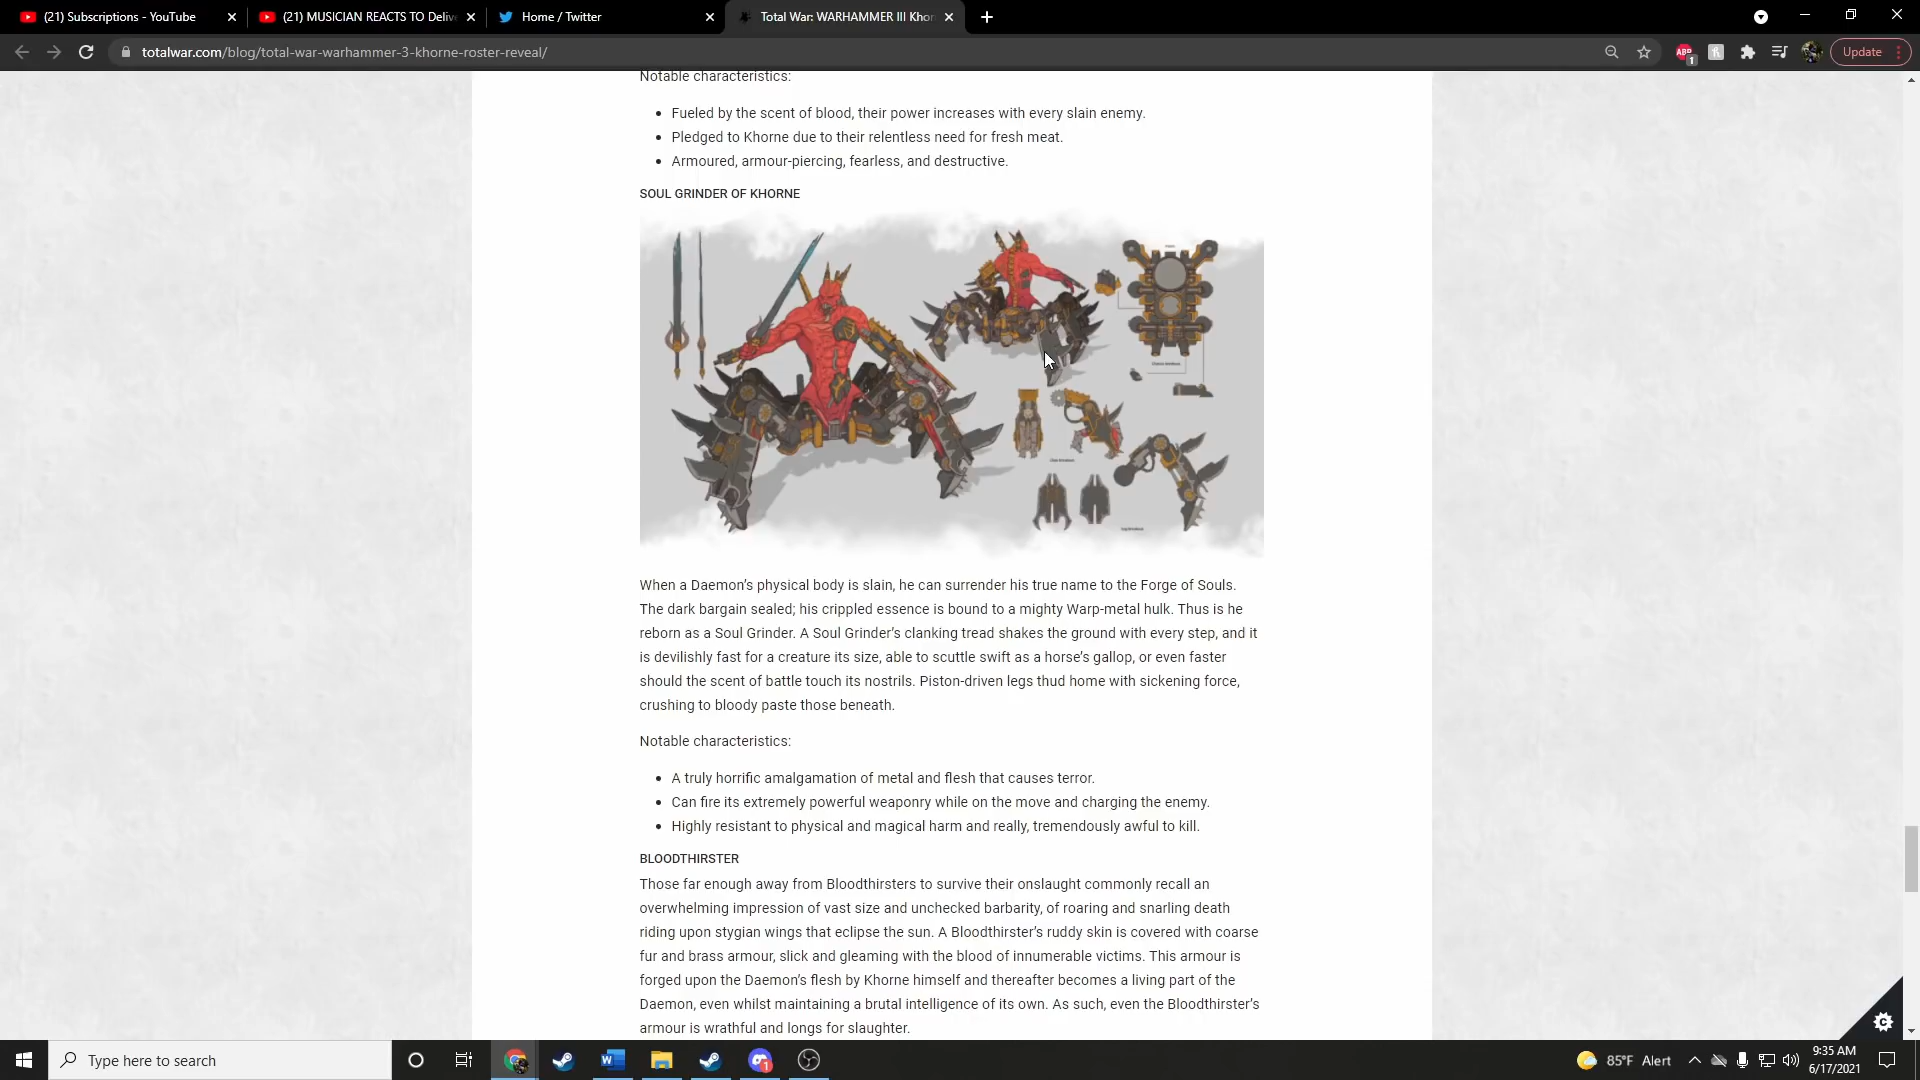 (21) Subscriptions - YouTube
(21) MUSICIAN REACTS TO Delive
Home / Twitter
Total War: WARHAMMER III Khor
totalwar.com/blog/total-war-warhammer-3-khorne-roster-reveal/
ABP
1
Update
Notable characteristics:
• Fueled by the scent of blood, their power increases with every slain enemy.
• Pledged to Khorne due to their relentless need for fresh meat.
• Armoured, armour-piercing, fearless, and destructive.
SOUL GRINDER OF KHORNE
When a Daemon’s physical body is slain, he can surrender his true name to the Forge of Souls.
The dark bargain sealed; his crippled essence is bound to a mighty Warp-metal hulk. Thus is he
reborn as a Soul Grinder. A Soul Grinder’s clanking tread shakes the ground with every step, and it
is devilishly fast for a creature its size, able to scuttle swift as a horse’s gallop, or even faster
should the scent of battle touch its nostrils. Piston-driven legs thud home with sickening force,
crushing to bloody paste those beneath.
Notable characteristics:
• A truly horrific amalgamation of metal and flesh that causes terror.
• Can fire its extremely powerful weaponry while on the move and charging the enemy.
• Highly resistant to physical and magical harm and really, tremendously awful to kill.
BLOODTHIRSTER
Those far enough away from Bloodthirsters to survive their onslaught commonly recall an
overwhelming impression of vast size and unchecked barbarity, of roaring and snarling death
riding upon stygian wings that eclipse the sun. A Bloodthirster’s ruddy skin is covered with coarse
fur and brass armour, slick and gleaming with the blood of innumerable victims. This armour is
forged upon the Daemon’s flesh by Khorne himself and thereafter becomes a living part of the
Daemon, even whilst maintaining a brutal intelligence of its own. As such, even the Bloodthirster’s
armour is wrathful and longs for slaughter.
Type here to search
1
85°F Alert
9:35 AM
6/17/2021